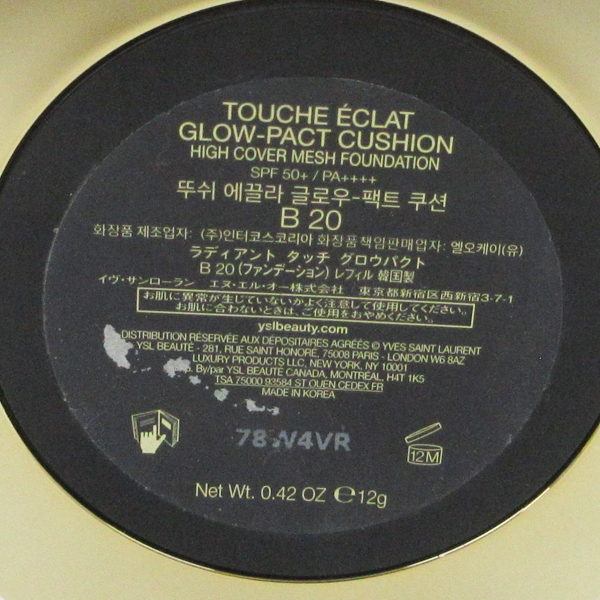 TOUCHE ÉCLAT
GLOW-PACT CUSHION
HIGH COVER MESH FOUNDATION
SPF 50+ / PA++++
뚜쉬 에끌라 글로우-팩트 쿠션
B 20
화장품 제조업자: (주)인터코스코리아 화장품책임판매업자: 엘오케이(유)
ラディアント タッチ グロウパクト
B 20 (ファンデーション) レフィル 韓国製
イヴ・サンローラン エヌ・エル・オー株式会社 東京都新宿区西新宿3-7-1
お肌に異常が生じていないかよく注意して使用してください。
お肌に合わないときは、ご使用をおやめください。
yslbeauty.com
DISTRIBUTION RÉSERVÉE AUX DÉPOSITAIRES AGRÉÉS © YVES SAINT LAURENT
YSL BEAUTÉ - 281, RUE SAINT HONORÉ, 75008 PARIS - LONDON W6 8AZ
LUXURY PRODUCTS LLC, NEW YORK, NY 10001
p. By/par YSL BEAUTÉ CANADA, MONTRÉAL, H4T 1K5
TSA 75000 93584 ST OUEN CEDEX FR
MADE IN KOREA
12M
Net Wt. 0.42 OZ ℮12g